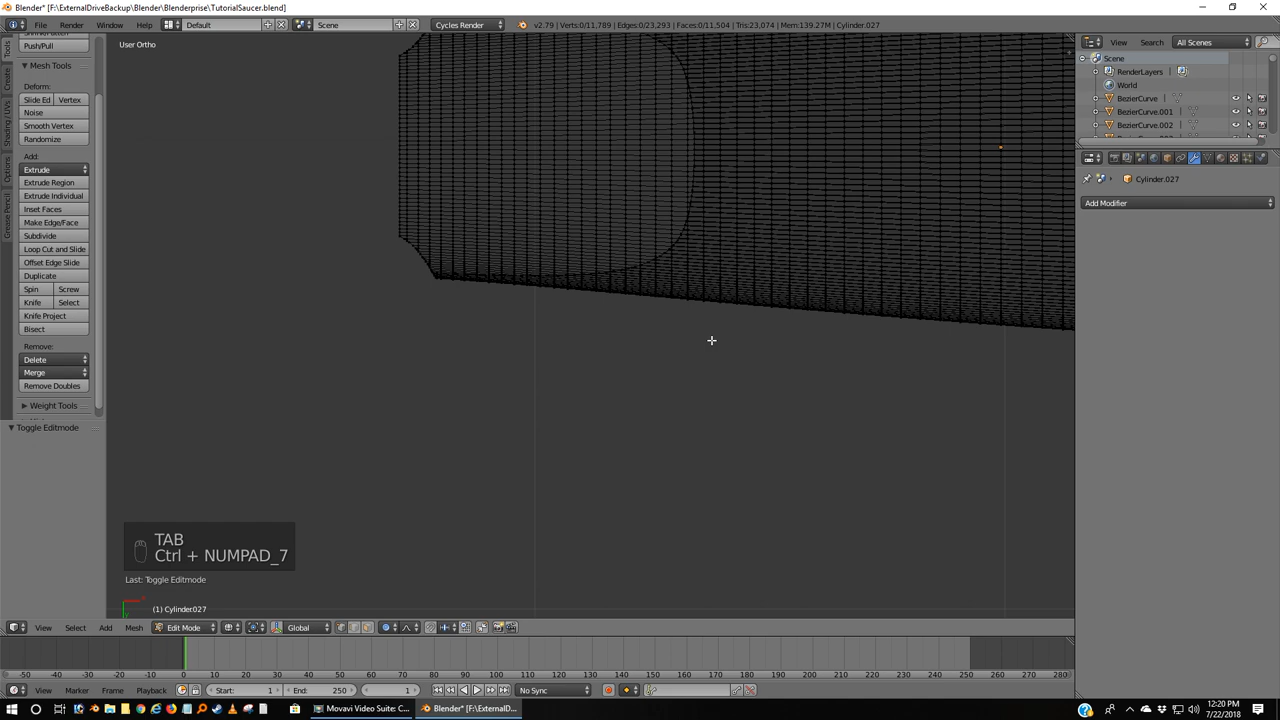 Blender* [F:\ExternalDriveBackup\Blender\Blenderprise\TutorialSaucer.blend]
File Render Window Help Default Scene Cycles Render v2.79 | Verts:0/11,789 | Edges:0/23,293 | Faces:0/11,504 | Tris:23,074 | Mem:139.27M | Cylinder.027
Push/Pull
Mesh Tools
Deform:
Slide Ed Vertex
Noise
Smooth Vertex
Randomize
Add:
Extrude
Extrude Region
Extrude Individual
Inset Faces
Make Edge/Face
Subdivide
Loop Cut and Slide
Offset Edge Slide
Duplicate
Spin Screw
Knife Select
Knife Project
Bisect
Remove:
Delete
Merge
Remove Doubles
Weight Tools
Toggle Editmode
Tools
Create
Shading / UVs
Options
Grease Pencil
User Ortho
TAB
Ctrl + NUMPAD_7
Last: Toggle Editmode
(1) Cylinder.027
View Search All Scenes
Scene
RenderLayers
World
BezierCurve
BezierCurve.001
BezierCurve.002
Cylinder.027
Add Modifier
View Select Add Mesh Edit Mode Global
-50 -40 -30 -20 -10 0 10 20 30 40 50 60 70 80 90 100 110 120 130 140 150 160 170 180 190 200 210 220 230 240 250 260 270 280
View Marker Frame Playback Start: 1 End: 250 1 No Sync
Movavi Video Suite: C... Blender* [F:\ExternalD...
12:20 PM
7/22/2018